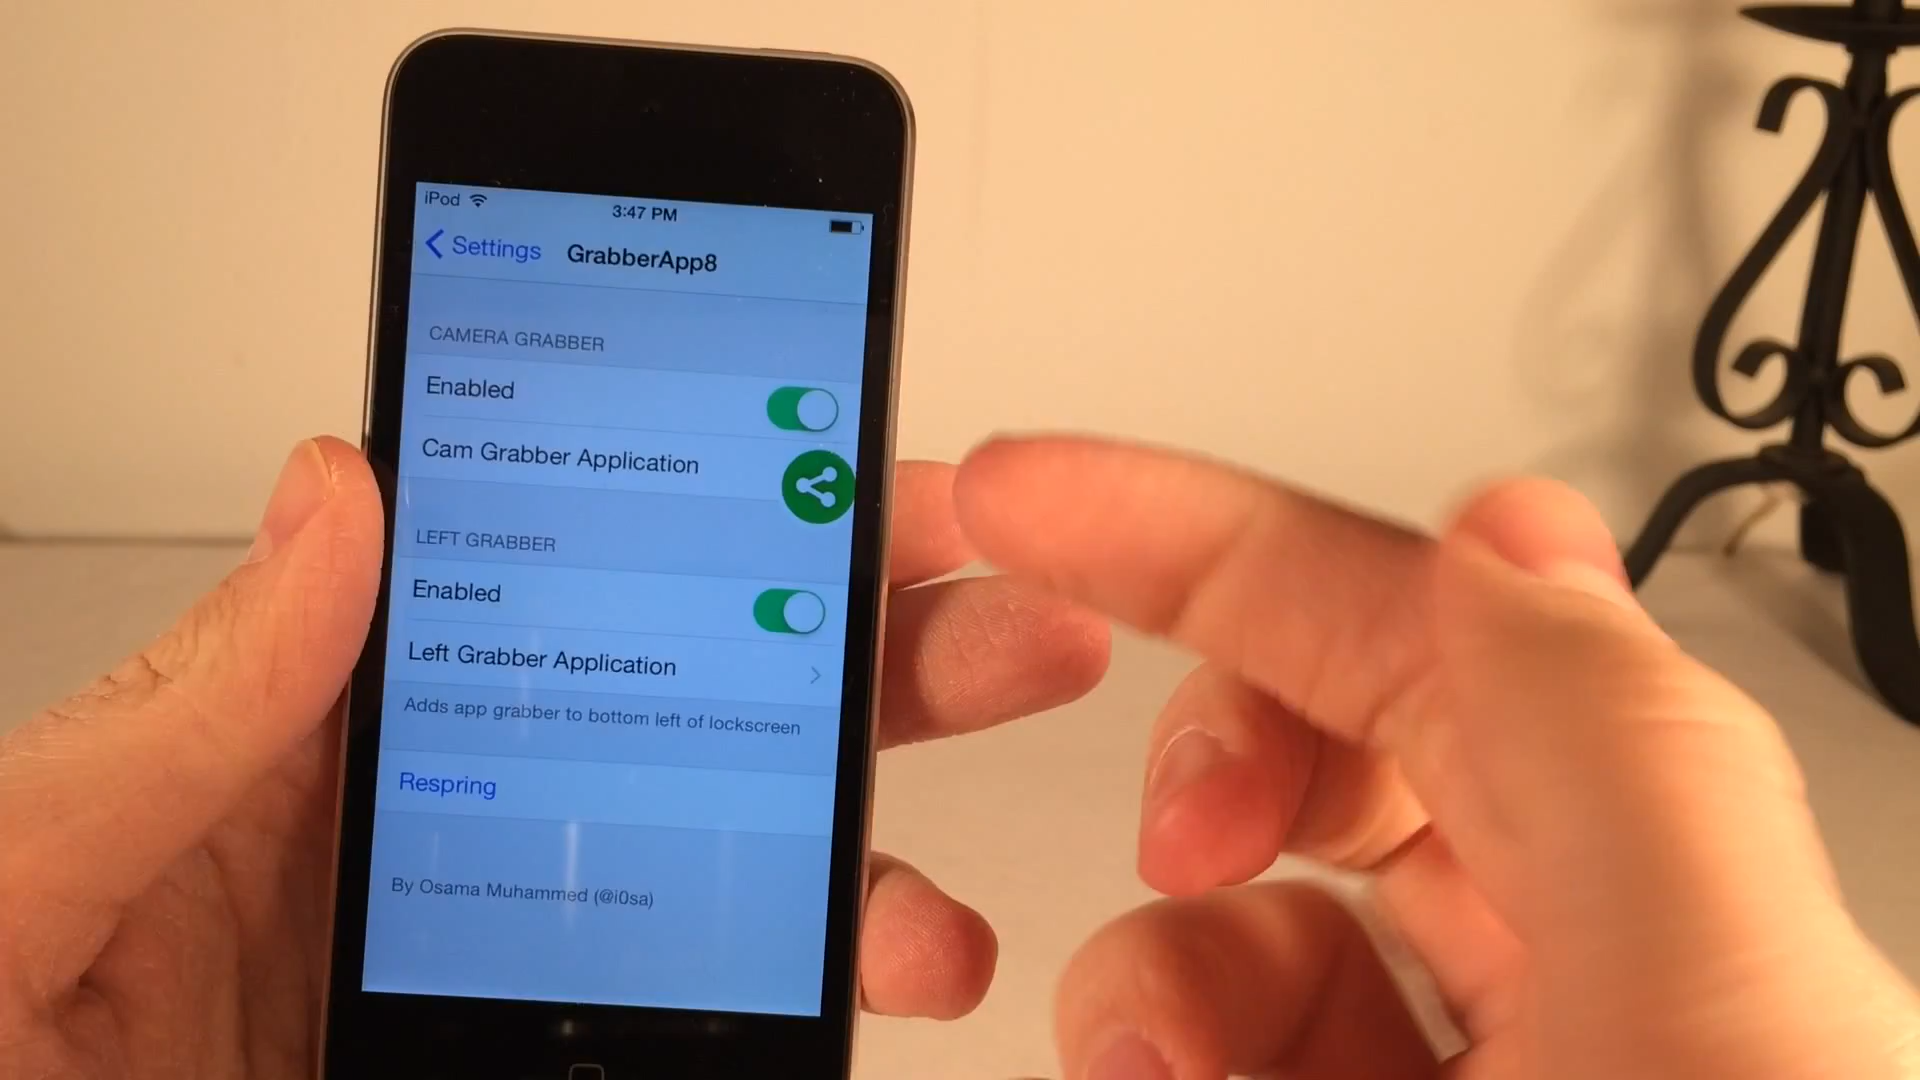 iPod
3:47 PM
Settings
GrabberApp8
CAMERA GRABBER
Enabled
Cam Grabber Application
LEFT GRABBER
Enabled
Left Grabber Application
Adds app grabber to bottom left of lockscreen
Respring
By Osama Muhammed (@i0sa)